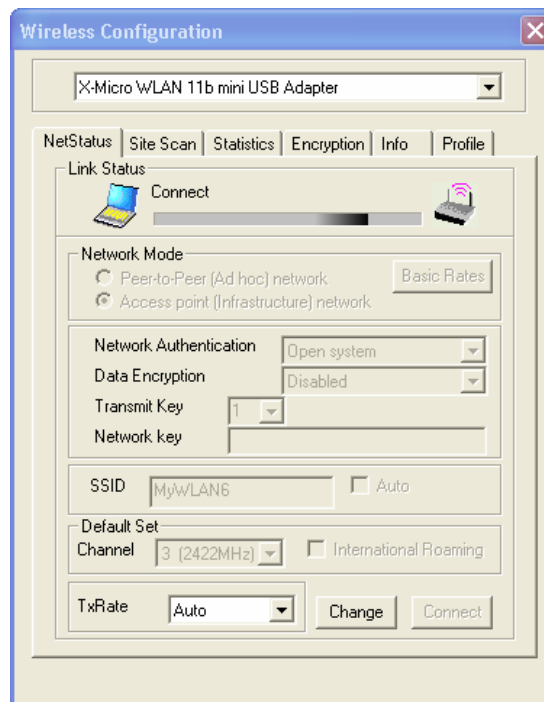 Wireless Configuration
X-Micro WLAN 11b mini USB Adapter
NetStatus Site Scan Statistics Encryption Info Profile
Link Status
Connect
Network Mode
Peer-to-Peer (Ad hoc) network
Basic Rates
Access point (Infrastructure) network
Network Authentication Open system
Data Encryption Disabled
Transmit Key 1
Network key
SSID MyWLAN6 Auto
Default Set
Channel 3 (2422MHz) International Roaming
TxRate Auto Change Connect